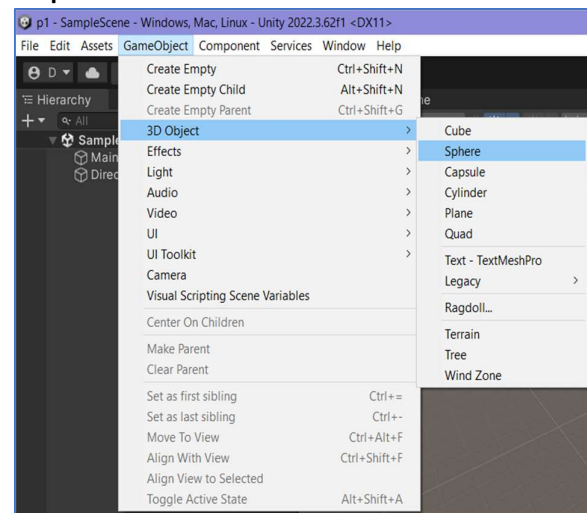 p1 - SampleScene - Windows, Mac, Linux - Unity 2022.3.62f1 <DX11>
File Edit Assets GameObject Component Services Window Help
D
Hierarchy
All
Sample
Main
Direc
ne
Create Empty Ctrl+Shift+N
Create Empty Child Alt+Shift+N
Create Empty Parent Ctrl+Shift+G
3D Object >
Effects >
Light >
Audio >
Video >
UI >
UI Toolkit >
Camera
Visual Scripting Scene Variables
Center On Children
Make Parent
Clear Parent
Set as first sibling Ctrl+=
Set as last sibling Ctrl+-
Move To View Ctrl+Alt+F
Align With View Ctrl+Shift+F
Align View to Selected
Toggle Active State Alt+Shift+A
Cube
Sphere
Capsule
Cylinder
Plane
Quad
Text - TextMeshPro
Legacy >
Ragdoll...
Terrain
Tree
Wind Zone